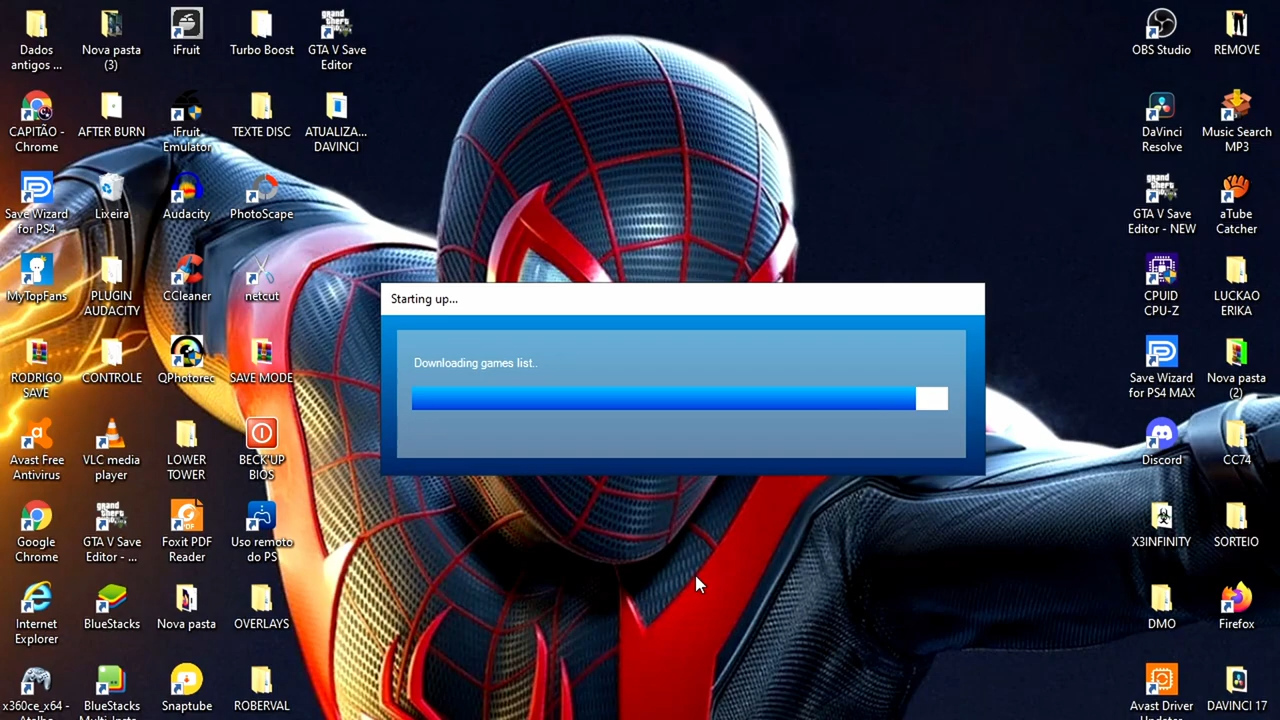 Dados
antigos ...
Nova pasta
(3)
iFruit
Turbo Boost
GTA V Save
Editor
OBS Studio
REMOVE
CAPITÃO -
Chrome
AFTER BURN
iFruit
Emulator
TEXTE DISC
ATUALIZA...
DAVINCI
DaVinci
Resolve
Music Search
MP3
Save Wizard
for PS4
Lixeira
Audacity
PhotoScape
GTA V Save
Editor - NEW
aTube
Catcher
MyTopFans
PLUGIN
AUDACITY
CCleaner
netcut
CPUID
CPU-Z
LUCKAO
ERIKA
Starting up...
Downloading games list..
RODRIGO
SAVE
CONTROLE
QPhotorec
SAVE MODE
Save Wizard
for PS4 MAX
Nova pasta
(2)
Avast Free
Antivirus
VLC media
player
LOWER
TOWER
BECK'UP
BIOS
Discord
CC74
Google
Chrome
GTA V Save
Editor - ...
Foxit PDF
Reader
Uso remoto
do PS
X3INFINITY
SORTEIO
Internet
Explorer
BlueStacks
Nova pasta
OVERLAYS
DMO
Firefox
x360ce_x64 -
BlueStacks
Snaptube
ROBERVAL
Avast Driver
DAVINCI 17